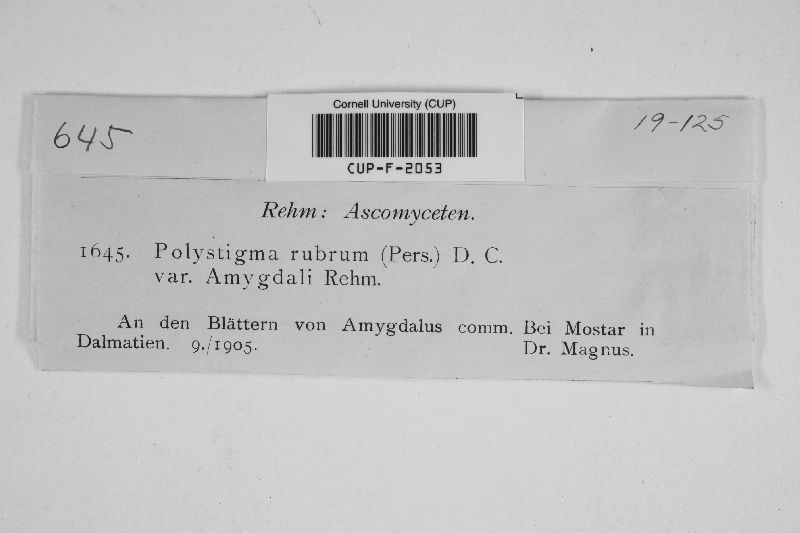 Cornell University (CUP)
CUP-F-2053
645
19-125
Rehm: Ascomyceten.
1645. Polystigma rubrum (Pers.) D. C.
var. Amygdali Rehm.
An den Blättern von Amygdalus comm. Bei Mostar in
Dalmatien. 9./1905. Dr. Magnus.